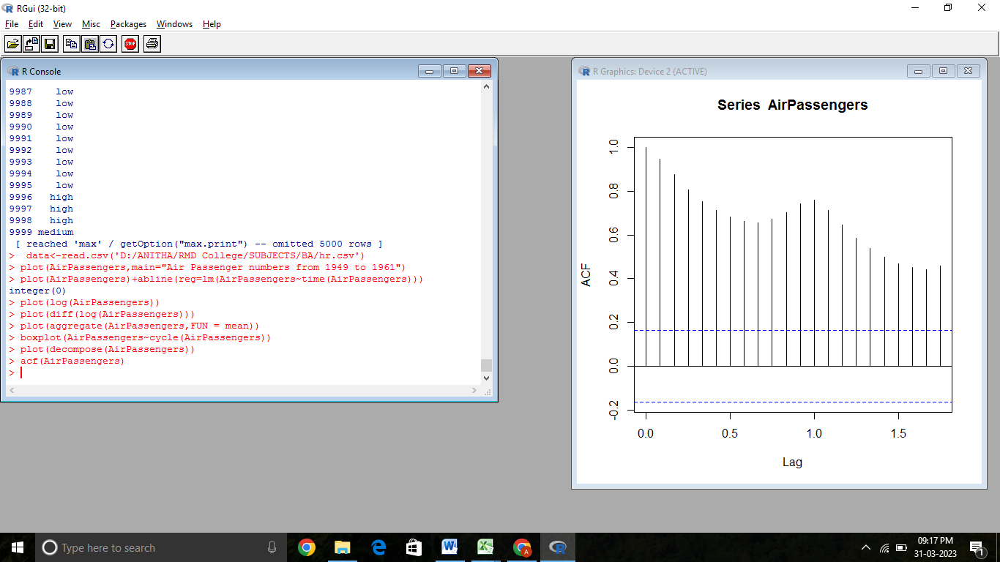 RGui (32-bit)
File Edit View Misc Packages Windows Help
STOP
R Console
9987 low
9988 low
9989 low
9990 low
9991 low
9992 low
9993 low
9994 low
9995 low
9996 high
9997 high
9998 high
9999 medium
[ reached 'max' / getOption("max.print") -- omitted 5000 rows ]
> data<-read.csv('D:/ANITHA/RMD College/SUBJECTS/BA/hr.csv')
> plot(AirPassengers,main="Air Passenger numbers from 1949 to 1961")
> plot(AirPassengers)+abline(reg=lm(AirPassengers~time(AirPassengers)))
integer(0)
> plot(log(AirPassengers))
> plot(diff(log(AirPassengers)))
> plot(aggregate(AirPassengers,FUN = mean))
> boxplot(AirPassengers~cycle(AirPassengers))
> plot(decompose(AirPassengers))
> acf(AirPassengers)
>
R Graphics: Device 2 (ACTIVE)
Series AirPassengers
ACF
1.0
0.8
0.6
0.4
0.2
0.0
-0.2
0.0 0.5 1.0 1.5
Lag
Type here to search
09:17 PM
31-03-2023
1